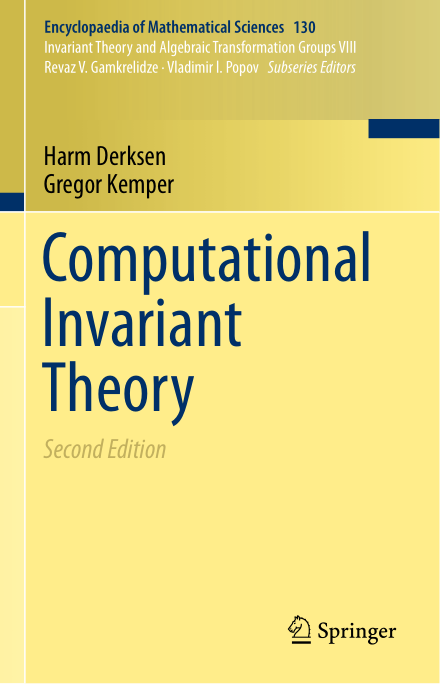 Encyclopaedia of Mathematical Sciences 130
Invariant Theory and Algebraic Transformation Groups VIII
Revaz V. Gamkrelidze · Vladimir I. Popov Subseries Editors
Harm Derksen
Gregor Kemper
Computational
Invariant
Theory
Second Edition
Springer